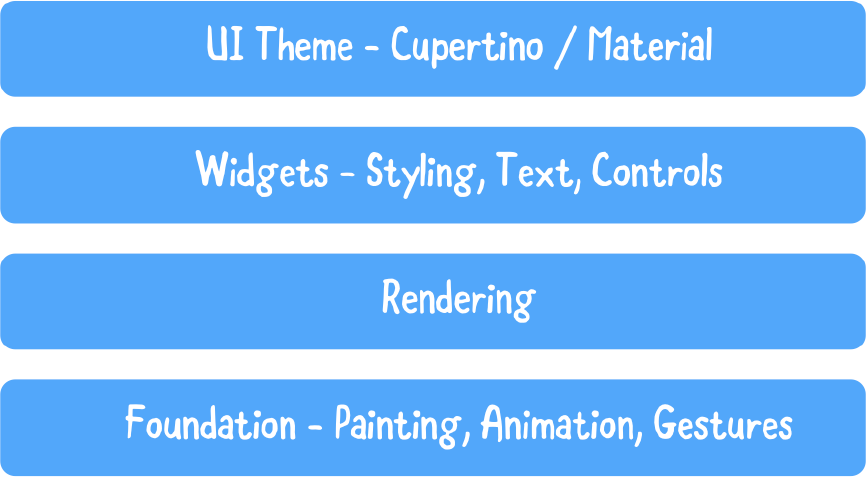 UI Theme - Cupertino / Material
Widgets - Styling, Text, Controls
Rendering
Foundation - Painting, Animation, Gestures